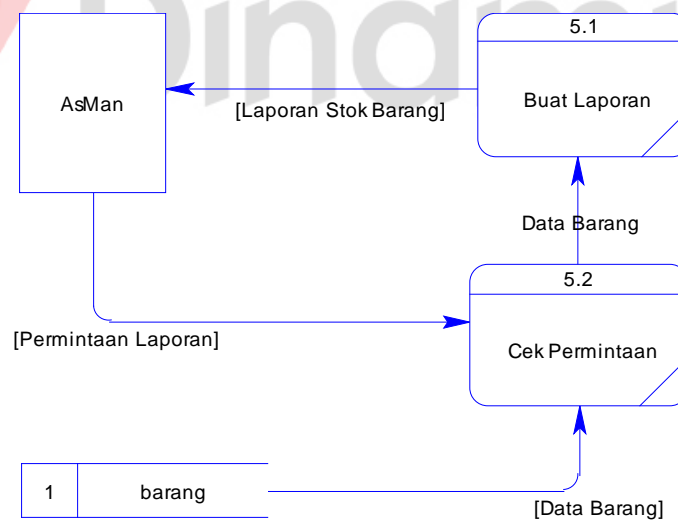 5.1
AsMan
Buat Laporan
[Laporan Stok Barang]
Data Barang
5.2
[Permintaan Laporan]
Cek Permintaan
1 barang
[Data Barang]